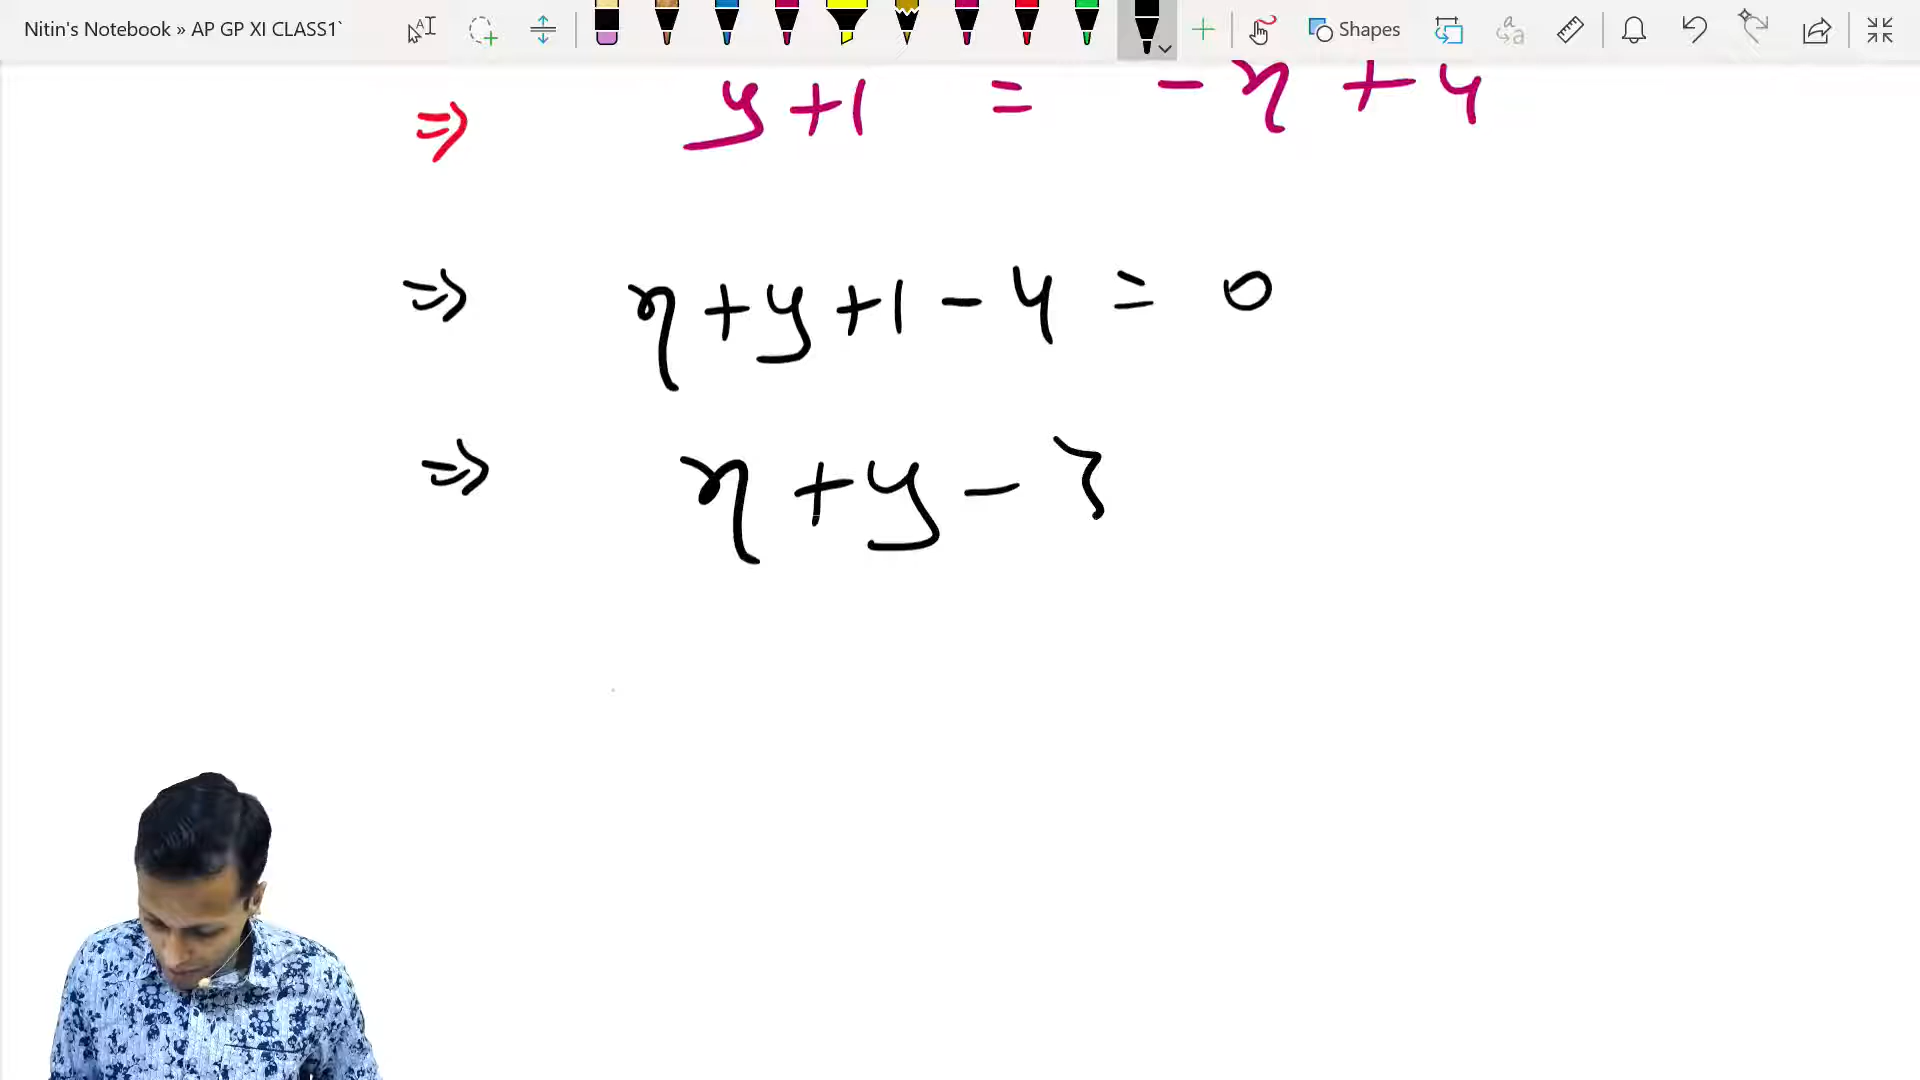 Nitin's Notebook » AP GP XI CLASS1`
Shapes
⇒ y + 1 = - x + 4
⇒ x + y + 1 - 4 = 0
⇒ x + y - 3